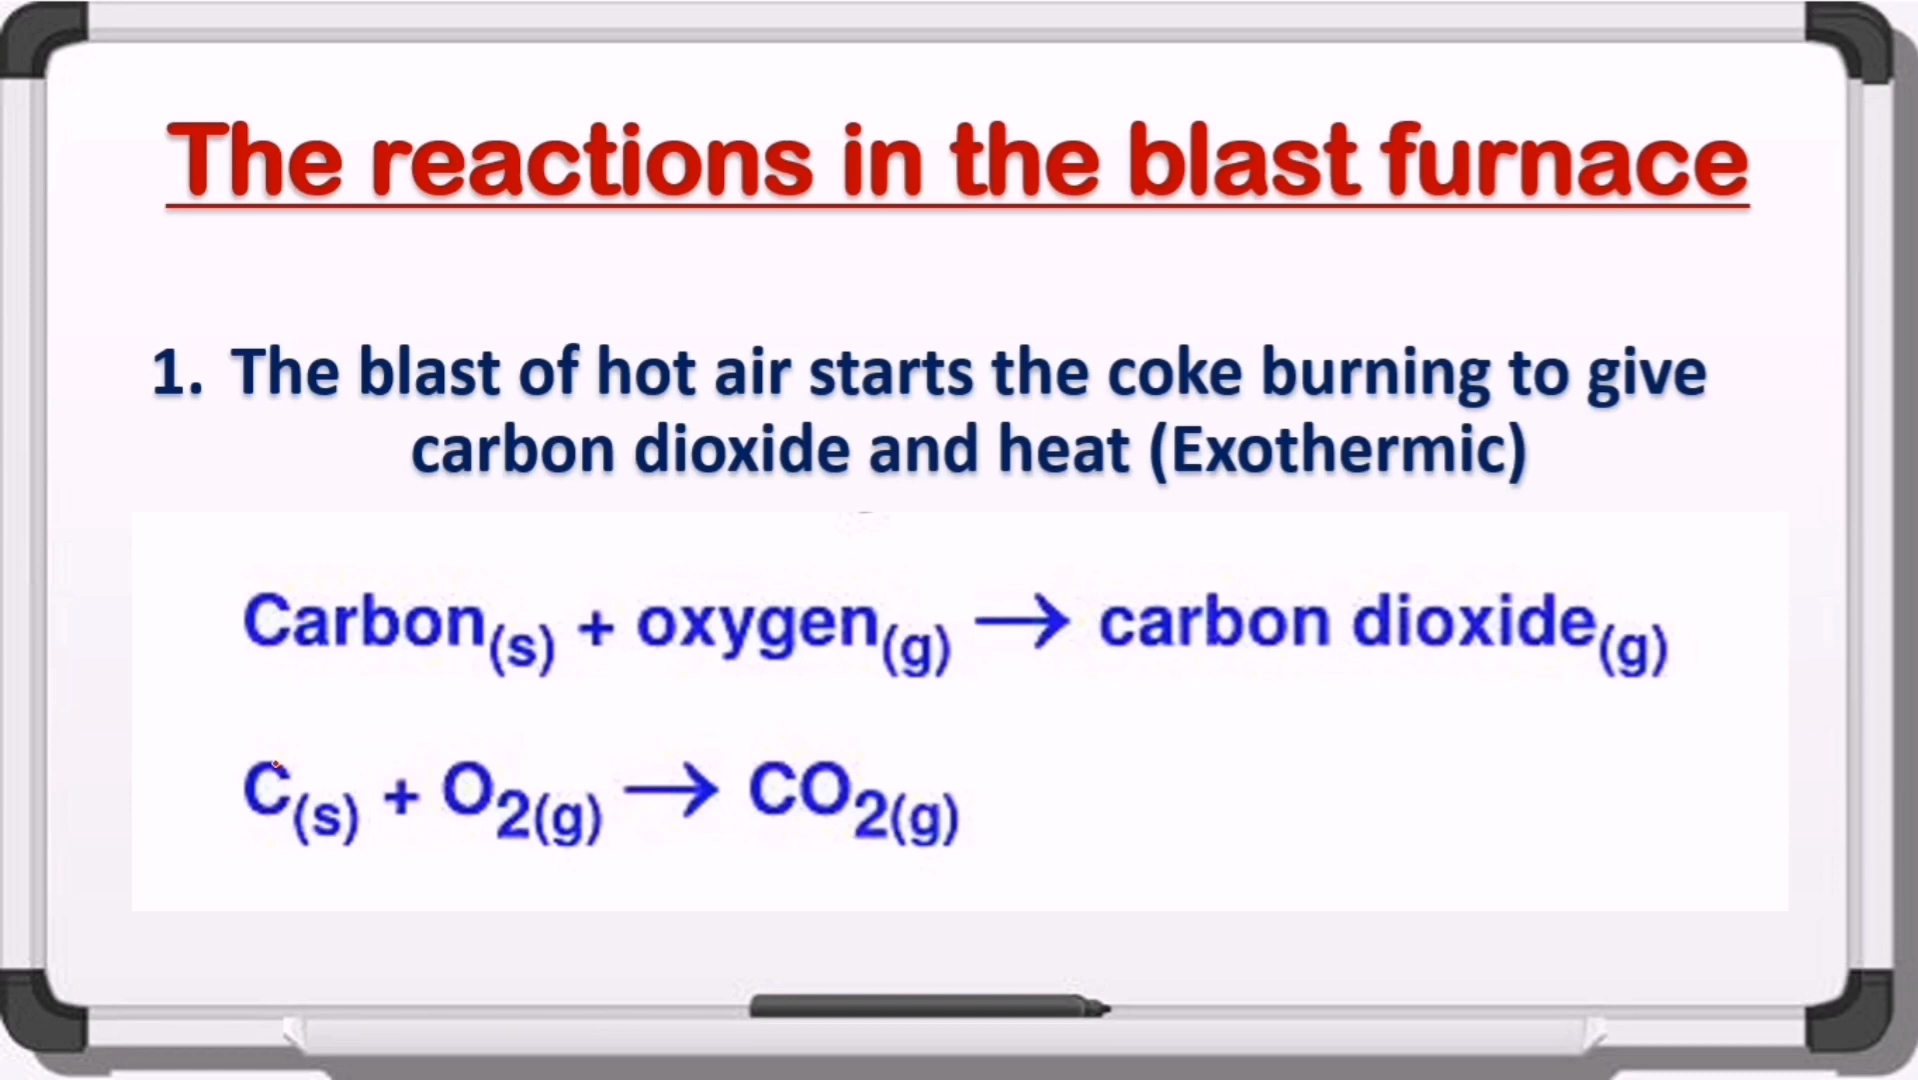 The reactions in the blast furnace
1. The blast of hot air starts the coke burning to give
carbon dioxide and heat (Exothermic)
Carbon(s) + oxygen(g) → carbon dioxide(g)
C(s) + O2(g) → CO2(g)